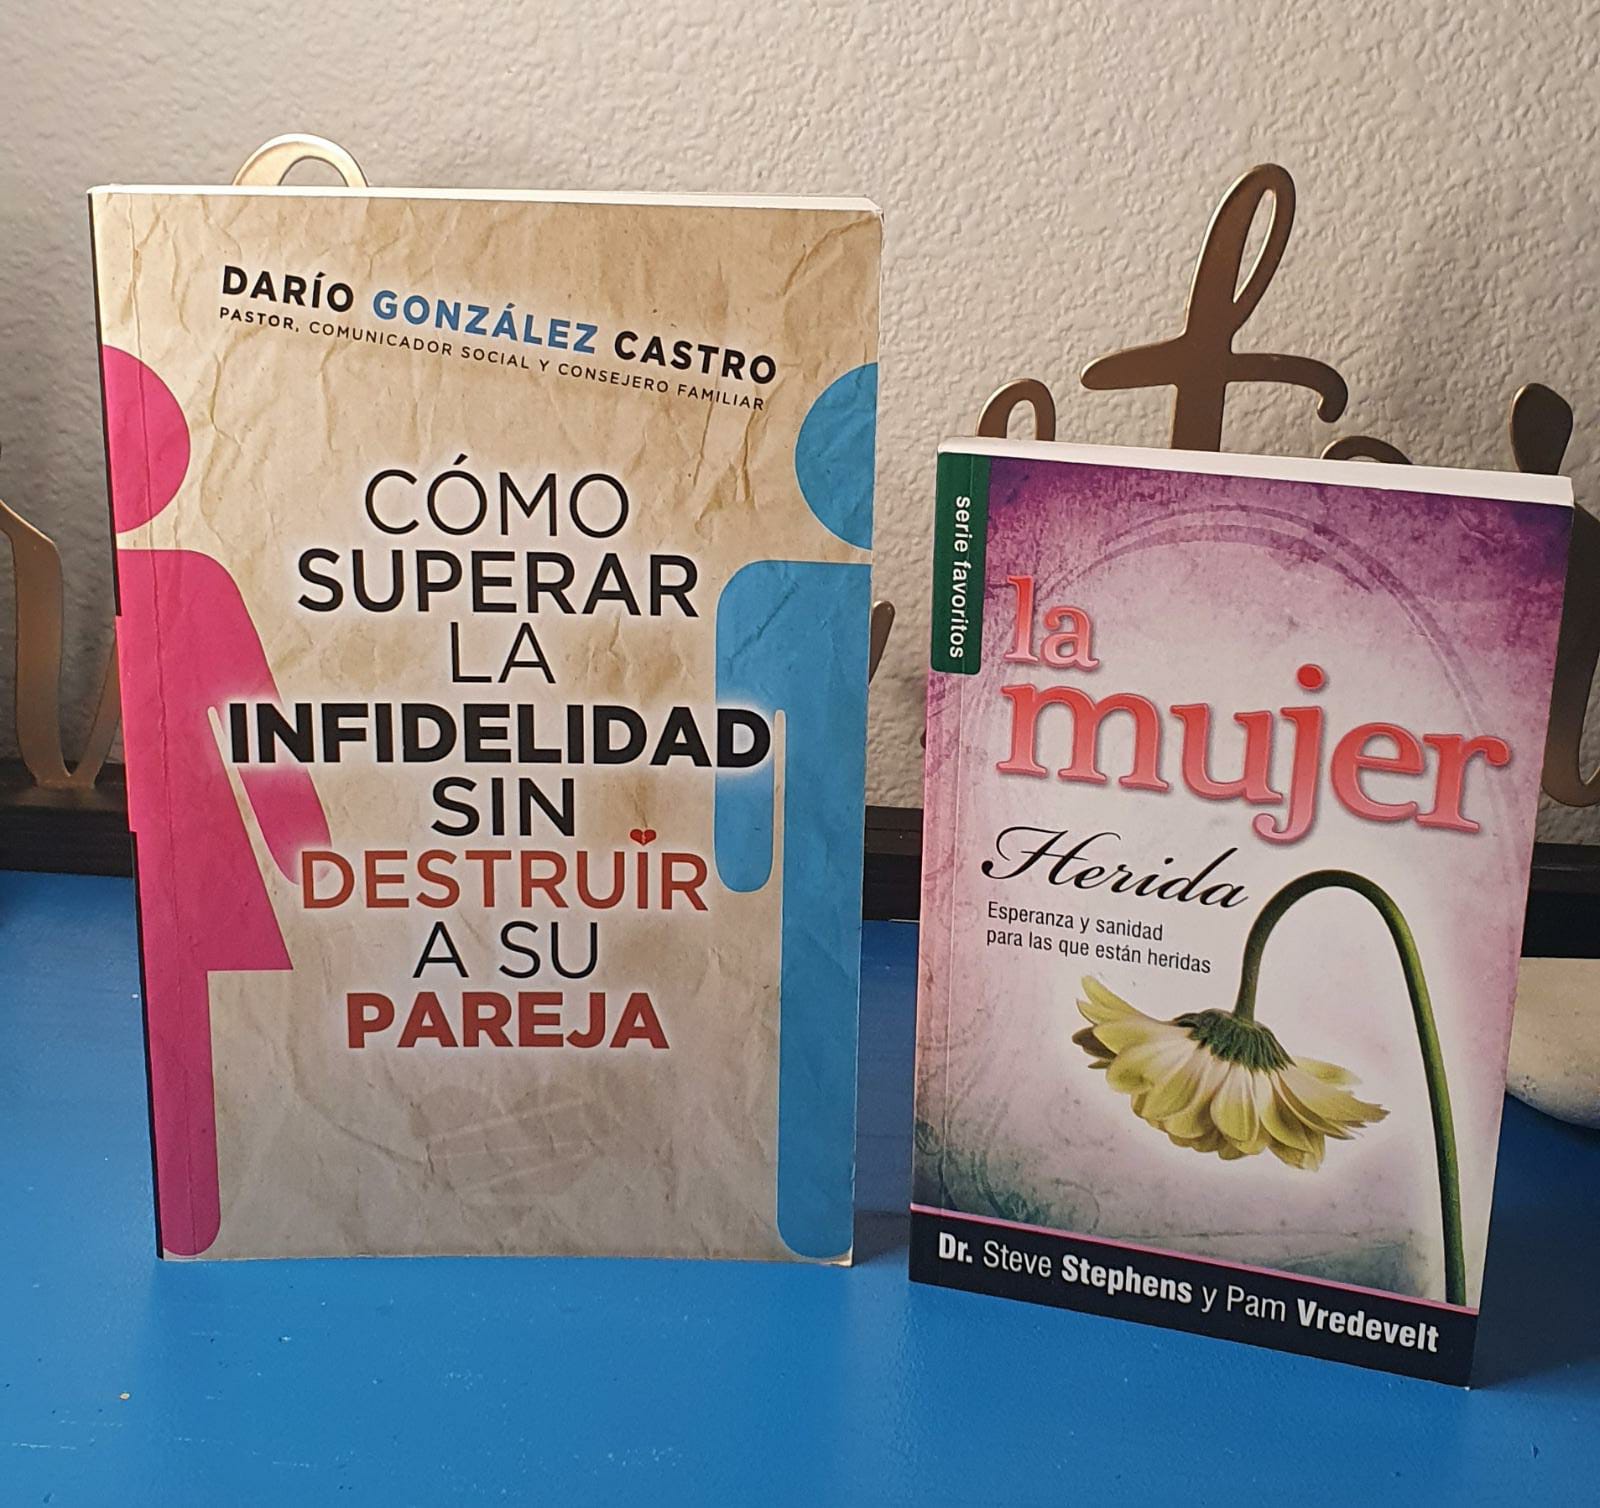 DARÍO GONZÁLEZ CASTRO
PASTOR, COMUNICADOR SOCIAL Y CONSEJERO FAMILIAR
CÓMO
SUPERAR
LA
INFIDELIDAD
SIN
DESTRUIR
A SU
PAREJA
serie favoritos
la
mujer
Herida
Esperanza y sanidad
para las que están heridas
Dr. Steve Stephens y Pam Vredevelt